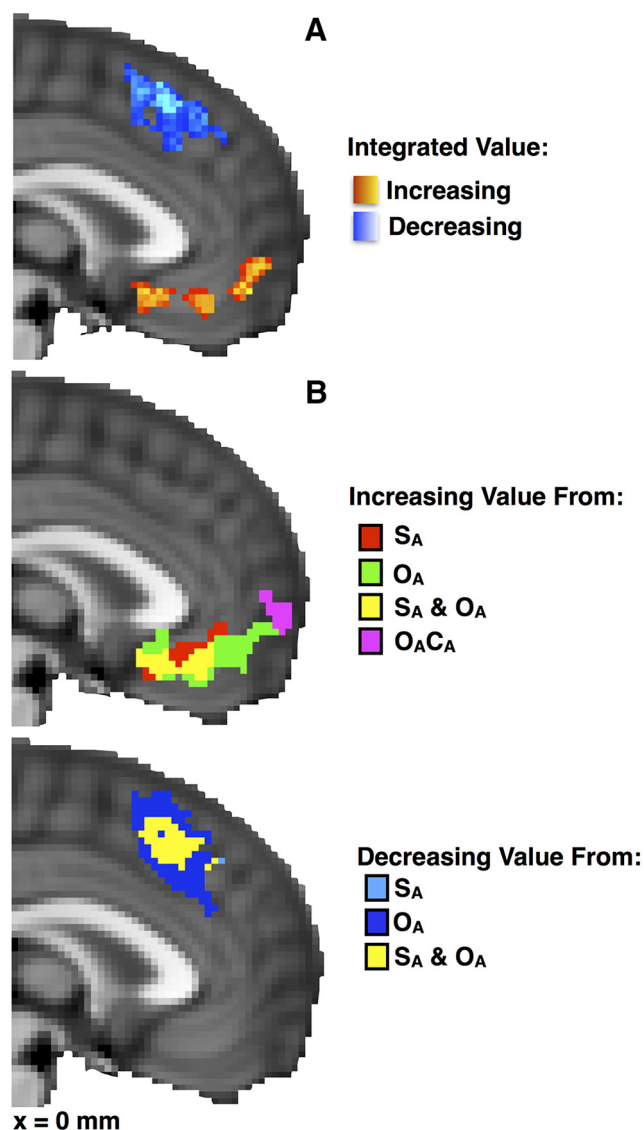 A
Integrated Value:
Increasing
Decreasing
B
Increasing Value From:
SA
OA
SA & OA
OACA
Decreasing Value From:
SA
OA
SA & OA
x = 0 mm